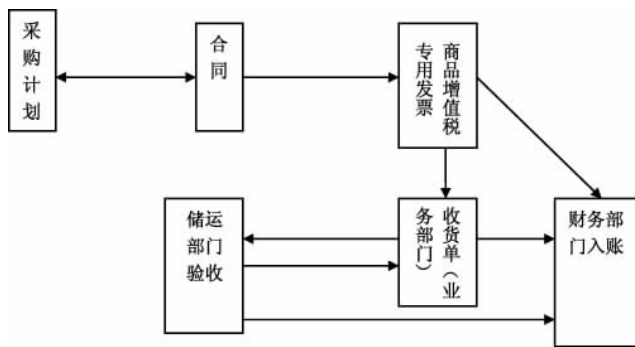 采购计划
合同
商品增值税
专用发票
储运
部门
验收
收货单（业
务部门）
财务部
门入账